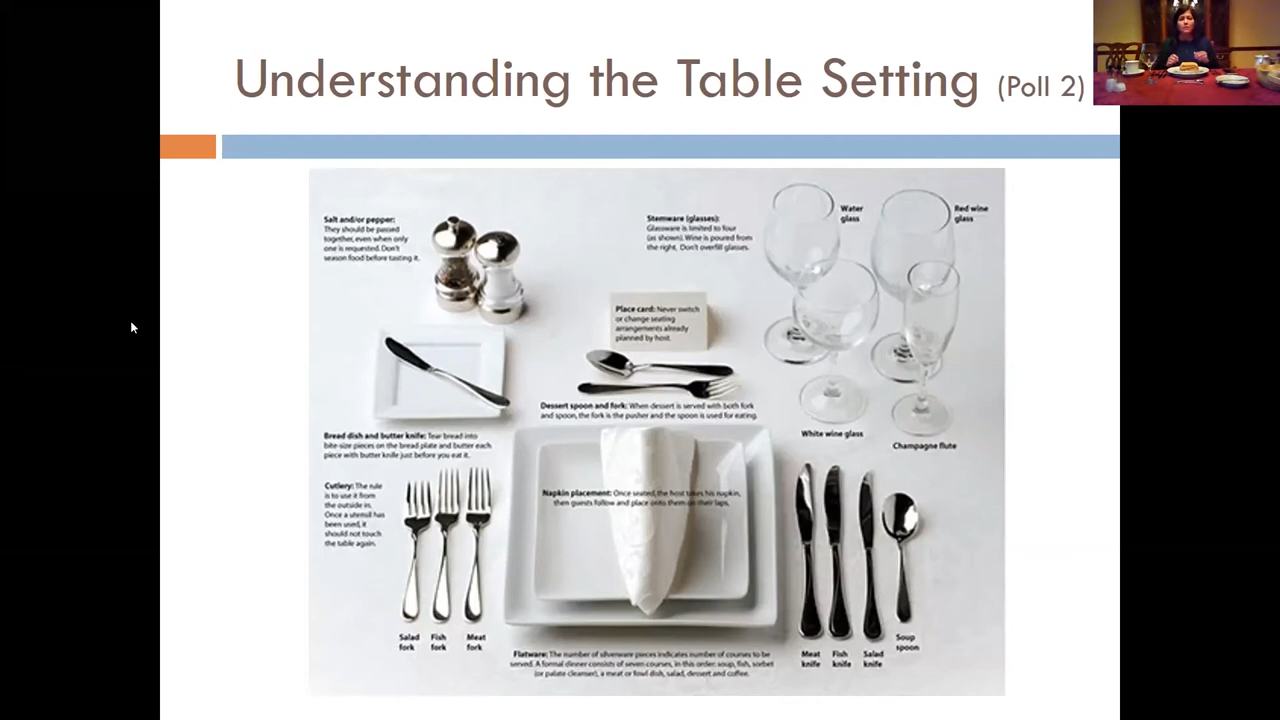 Understanding the Table Setting (Poll 2)
Salt and/or pepper:
They should be passed
together, even when only
one is requested. Don't
season food before tasting it.
Stemware (glasses):
Glassware is limited to four
(as shown). Wine is poured from
the right. Don't overfill glasses.
Water
glass
Red wine
glass
Place card: Never switch
or change seating
arrangements already
planned by host.
Dessert spoon and fork: When dessert is served with both fork
and spoon, the fork is the pusher and the spoon is used for eating.
White wine glass
Champagne flute
Bread dish and butter knife: Tear bread into
bite-size pieces on the bread plate and butter each
piece with butter knife just before you eat it.
Cutlery: The rule
is to use it from
the outside in.
Once a utensil has
been used, it
should not touch
the table again.
Napkin placement: Once seated, the host takes his napkin,
then guests follow and place onto them on their laps.
Salad
fork
Fish
fork
Meat
fork
Meat
knife
Fish
knife
Salad
knife
Soup
spoon
Flatware: The number of silverware pieces indicates number of courses to be
served. A formal dinner consists of seven courses, in this order: soup, fish, sorbet
(or palate cleanser), a meat or fowl dish, salad, dessert and coffee.